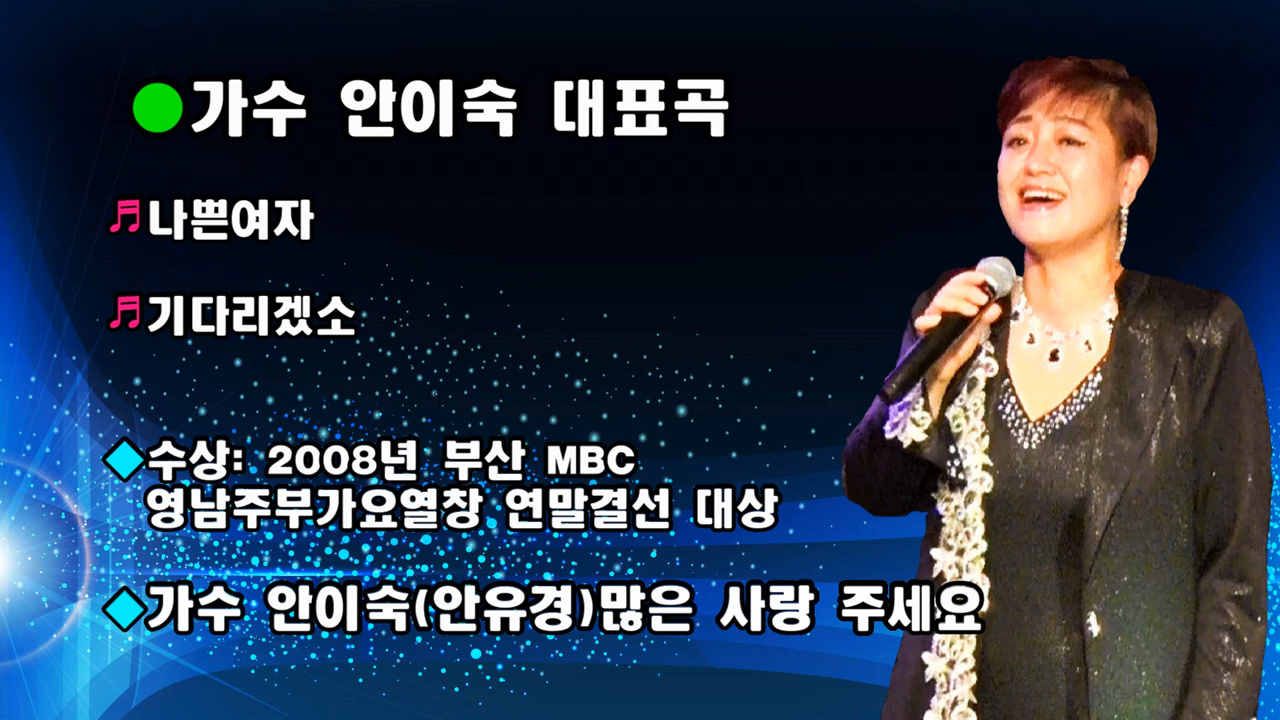 ●가수 안이숙 대표곡
♬나쁜여자
♬기다리겠소
◆수상: 2008년 부산 MBC
영남주부가요열창 연말결선 대상
◆가수 안이숙(안유경)많은 사랑 주세요